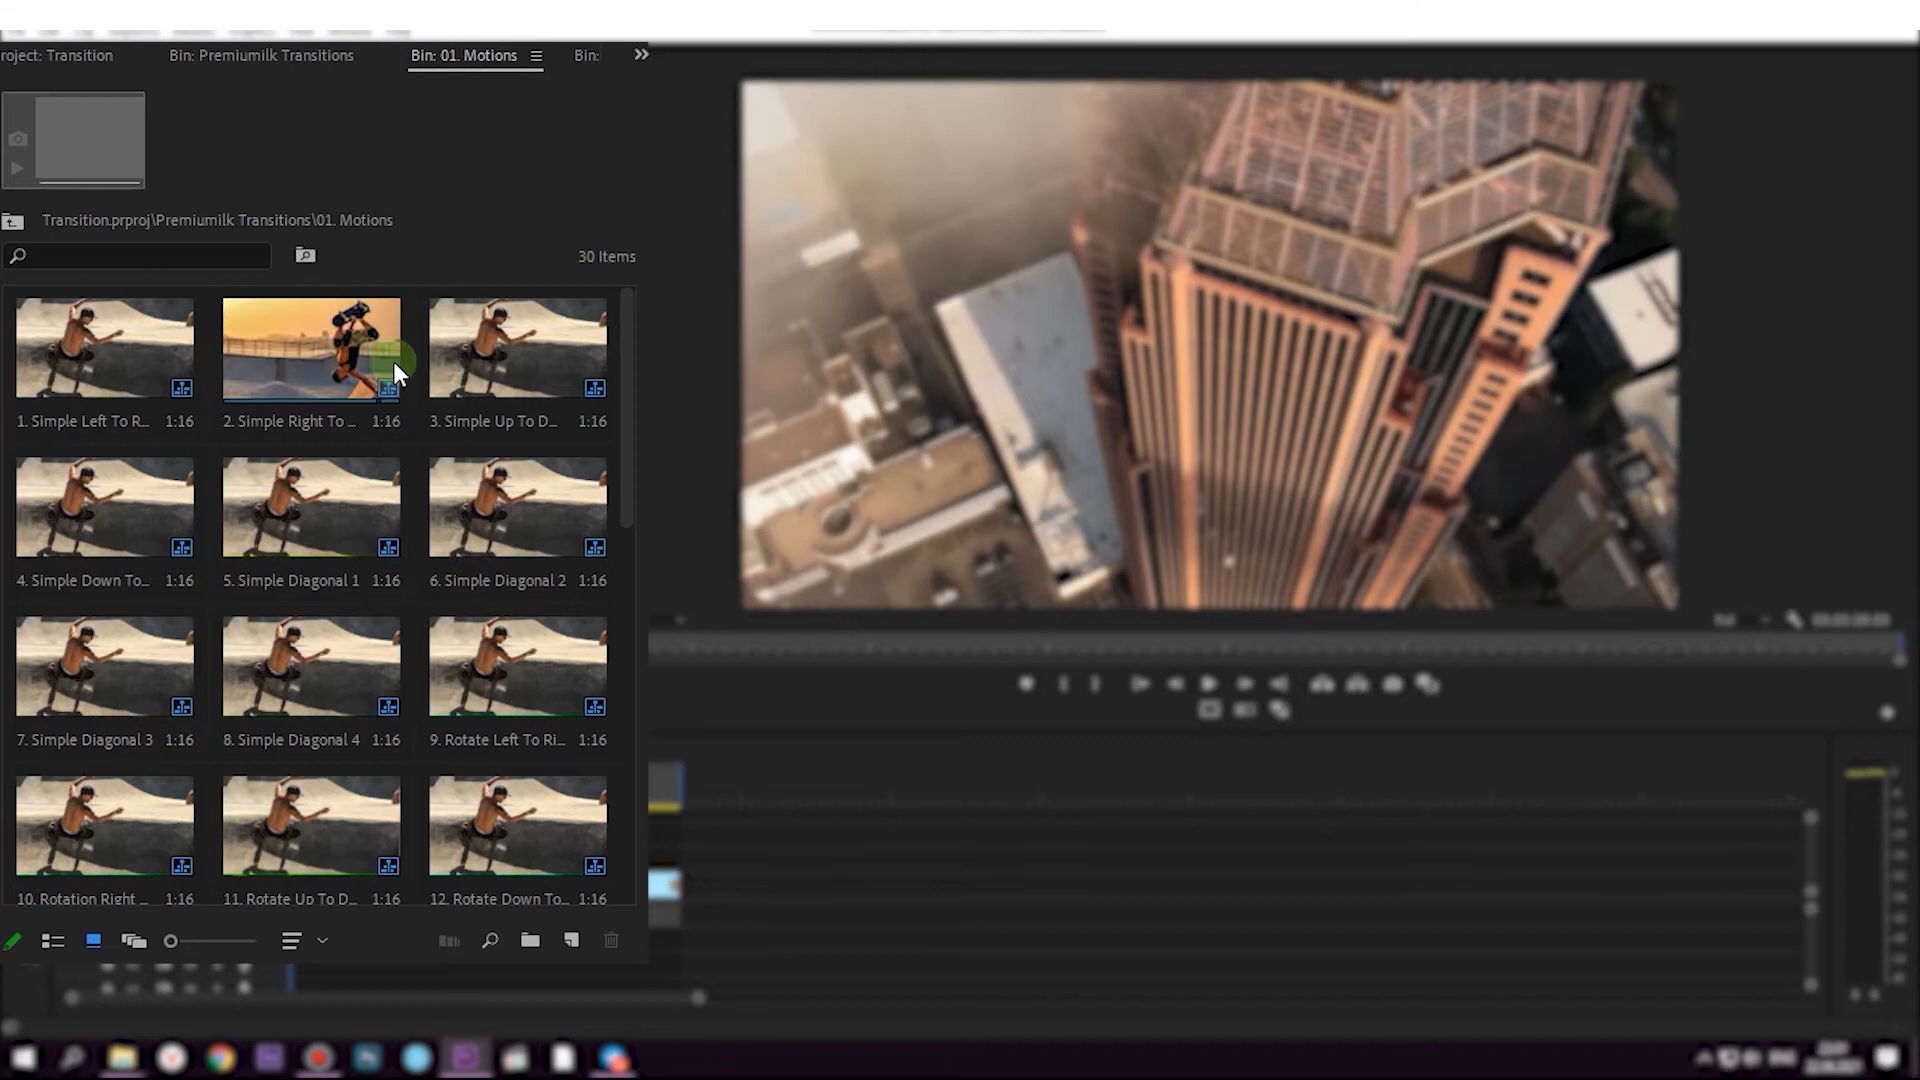 roject: Transition
Bin: Premiumilk Transitions
Bin: 01. Motions
Bin:
Transition.prproj\Premiumilk Transitions\01. Motions
30 Items
1. Simple Left To R... 1:16
2. Simple Right To ... 1:16
3. Simple Up To D... 1:16
4. Simple Down To... 1:16
5. Simple Diagonal 1 1:16
6. Simple Diagonal 2 1:16
7. Simple Diagonal 3 1:16
8. Simple Diagonal 4 1:16
9. Rotate Left To Ri... 1:16
10. Rotation Right ... 1:16
11. Rotate Up To D... 1:16
12. Rotate Down To... 1:16